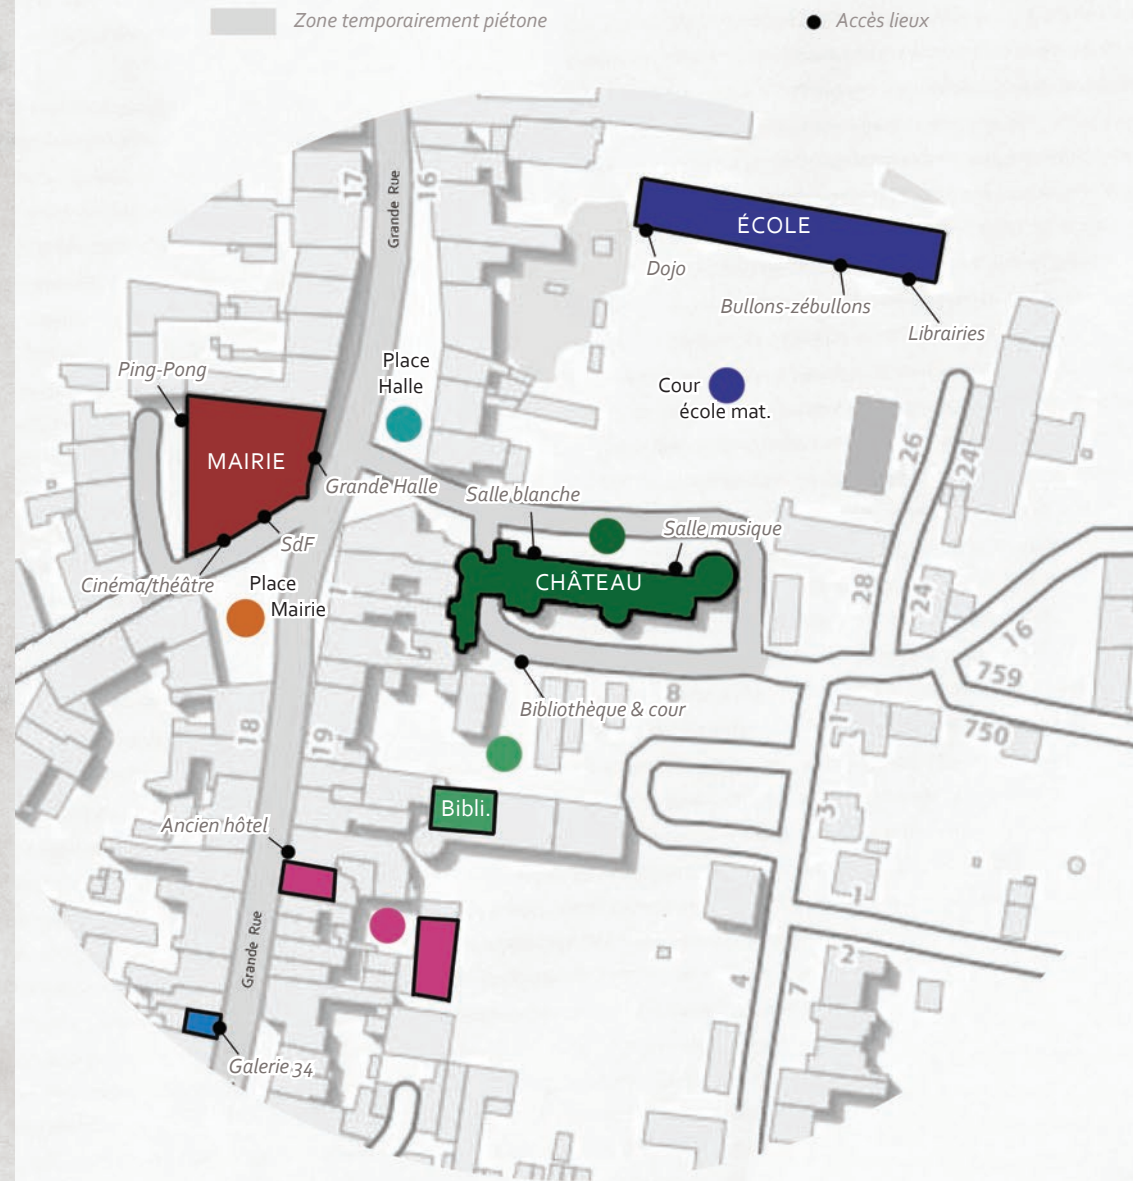 Zone temporairement piétone
Accès lieux
17
Grande Rue
16
ÉCOLE
Dojo
Bullons-zébullons
Librairies
Ping-Pong
Place
Halle
Cour
école mat.
MAIRIE
Grande Halle
26
24
Salle blanche
Salle musique
SdF
Cinéma/théâtre
CHÂTEAU
Place
Mairie
28
24
16
759
750
8
Bibliothèque & cour
18
19
1
3
1
Bibli.
Ancien hôtel
Grande Rue
2
4
7
Galerie 34